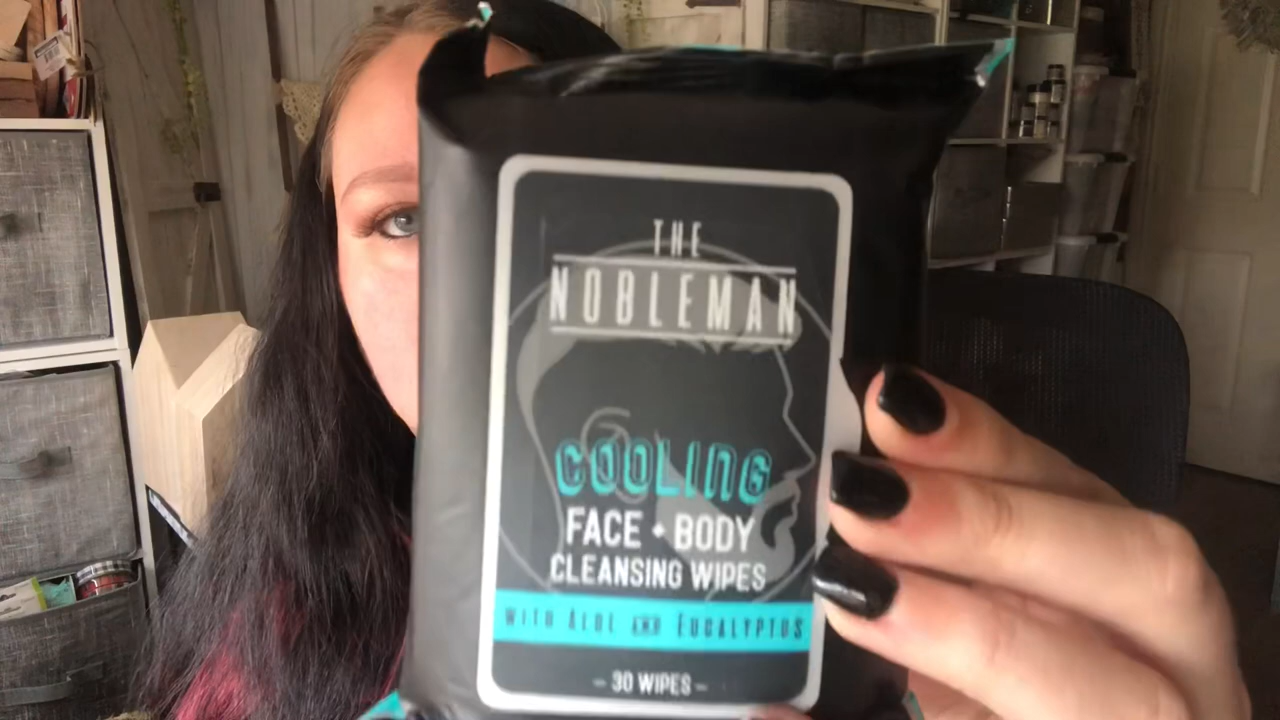 THE
NOBLEMAN
COOLING
FACE + BODY
CLEANSING WIPES
WITH ALOE AND EUCALYPTUS
- 30 WIPES -